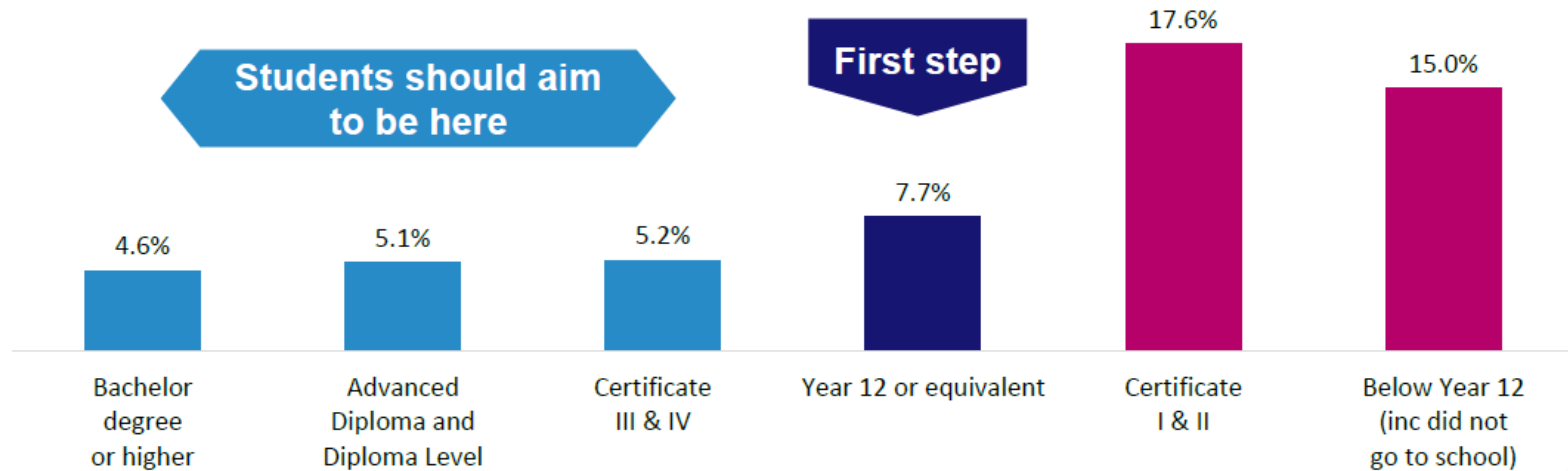 Students should aim
to be here
First step
17.6%
15.0%
7.7%
4.6%
5.1%
5.2%
Bachelor
degree
or higher
Advanced
Diploma and
Diploma Level
Certificate
III & IV
Year 12 or equivalent
Certificate
I & II
Below Year 12
(inc did not
go to school)